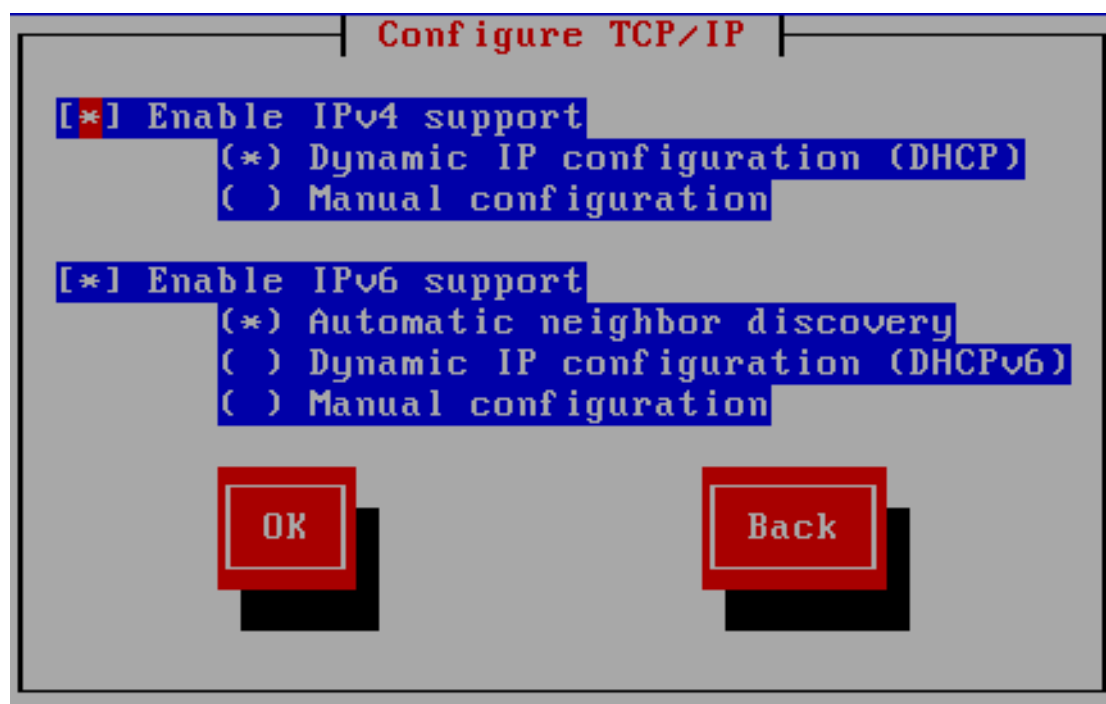 Configure TCP/IP
[*] Enable IPv4 support
(*) Dynamic IP configuration (DHCP)
( ) Manual configuration
[*] Enable IPv6 support
(*) Automatic neighbor discovery
( ) Dynamic IP configuration (DHCPv6)
( ) Manual configuration
OK Back